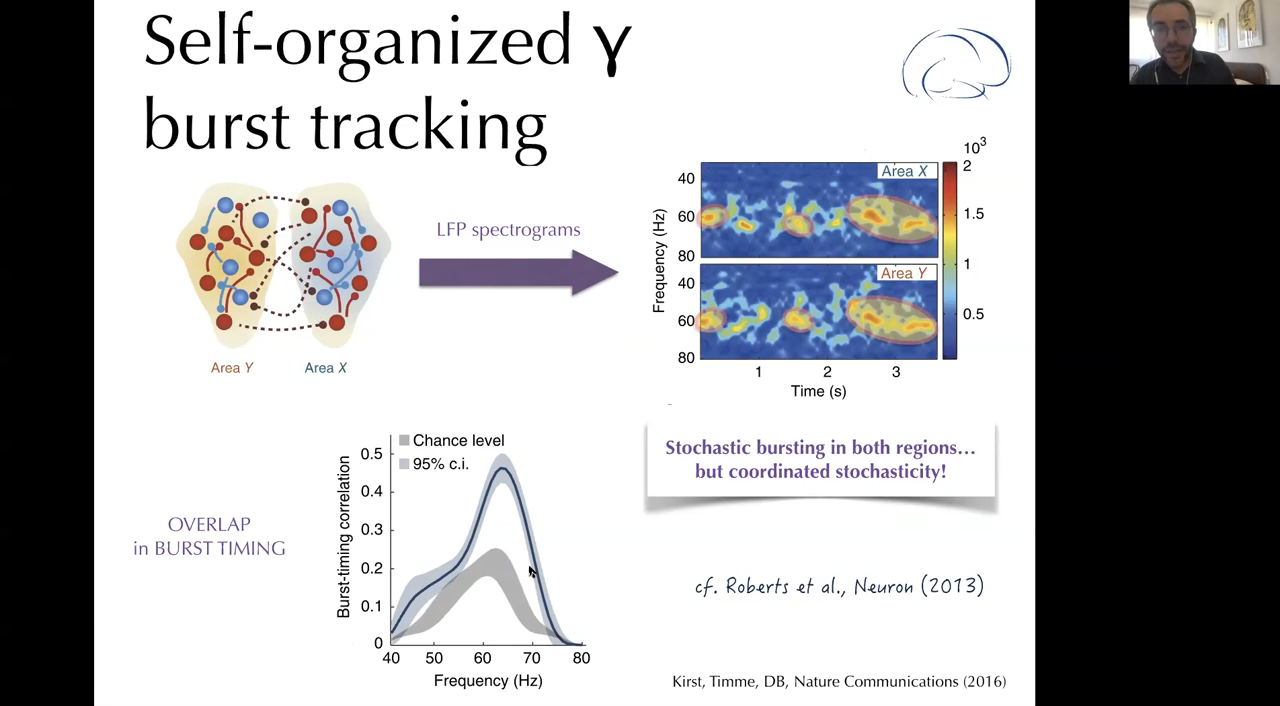 Self-organized γ
burst tracking
Area Y
Area X
LFP spectrograms
10³
Area X
40
60
80
Area Y
40
60
80
Frequency (Hz)
2
1.5
1
0.5
1
2
3
Time (s)
Stochastic bursting in both regions…
but coordinated stochasticity!
OVERLAP
in BURST TIMING
Chance level
95% c.i.
Burst-timing correlation
0.5
0.4
0.3
0.2
0.1
0
40
50
60
70
80
Frequency (Hz)
cf. Roberts et al., Neuron (2013)
Kirst, Timme, DB, Nature Communications (2016)